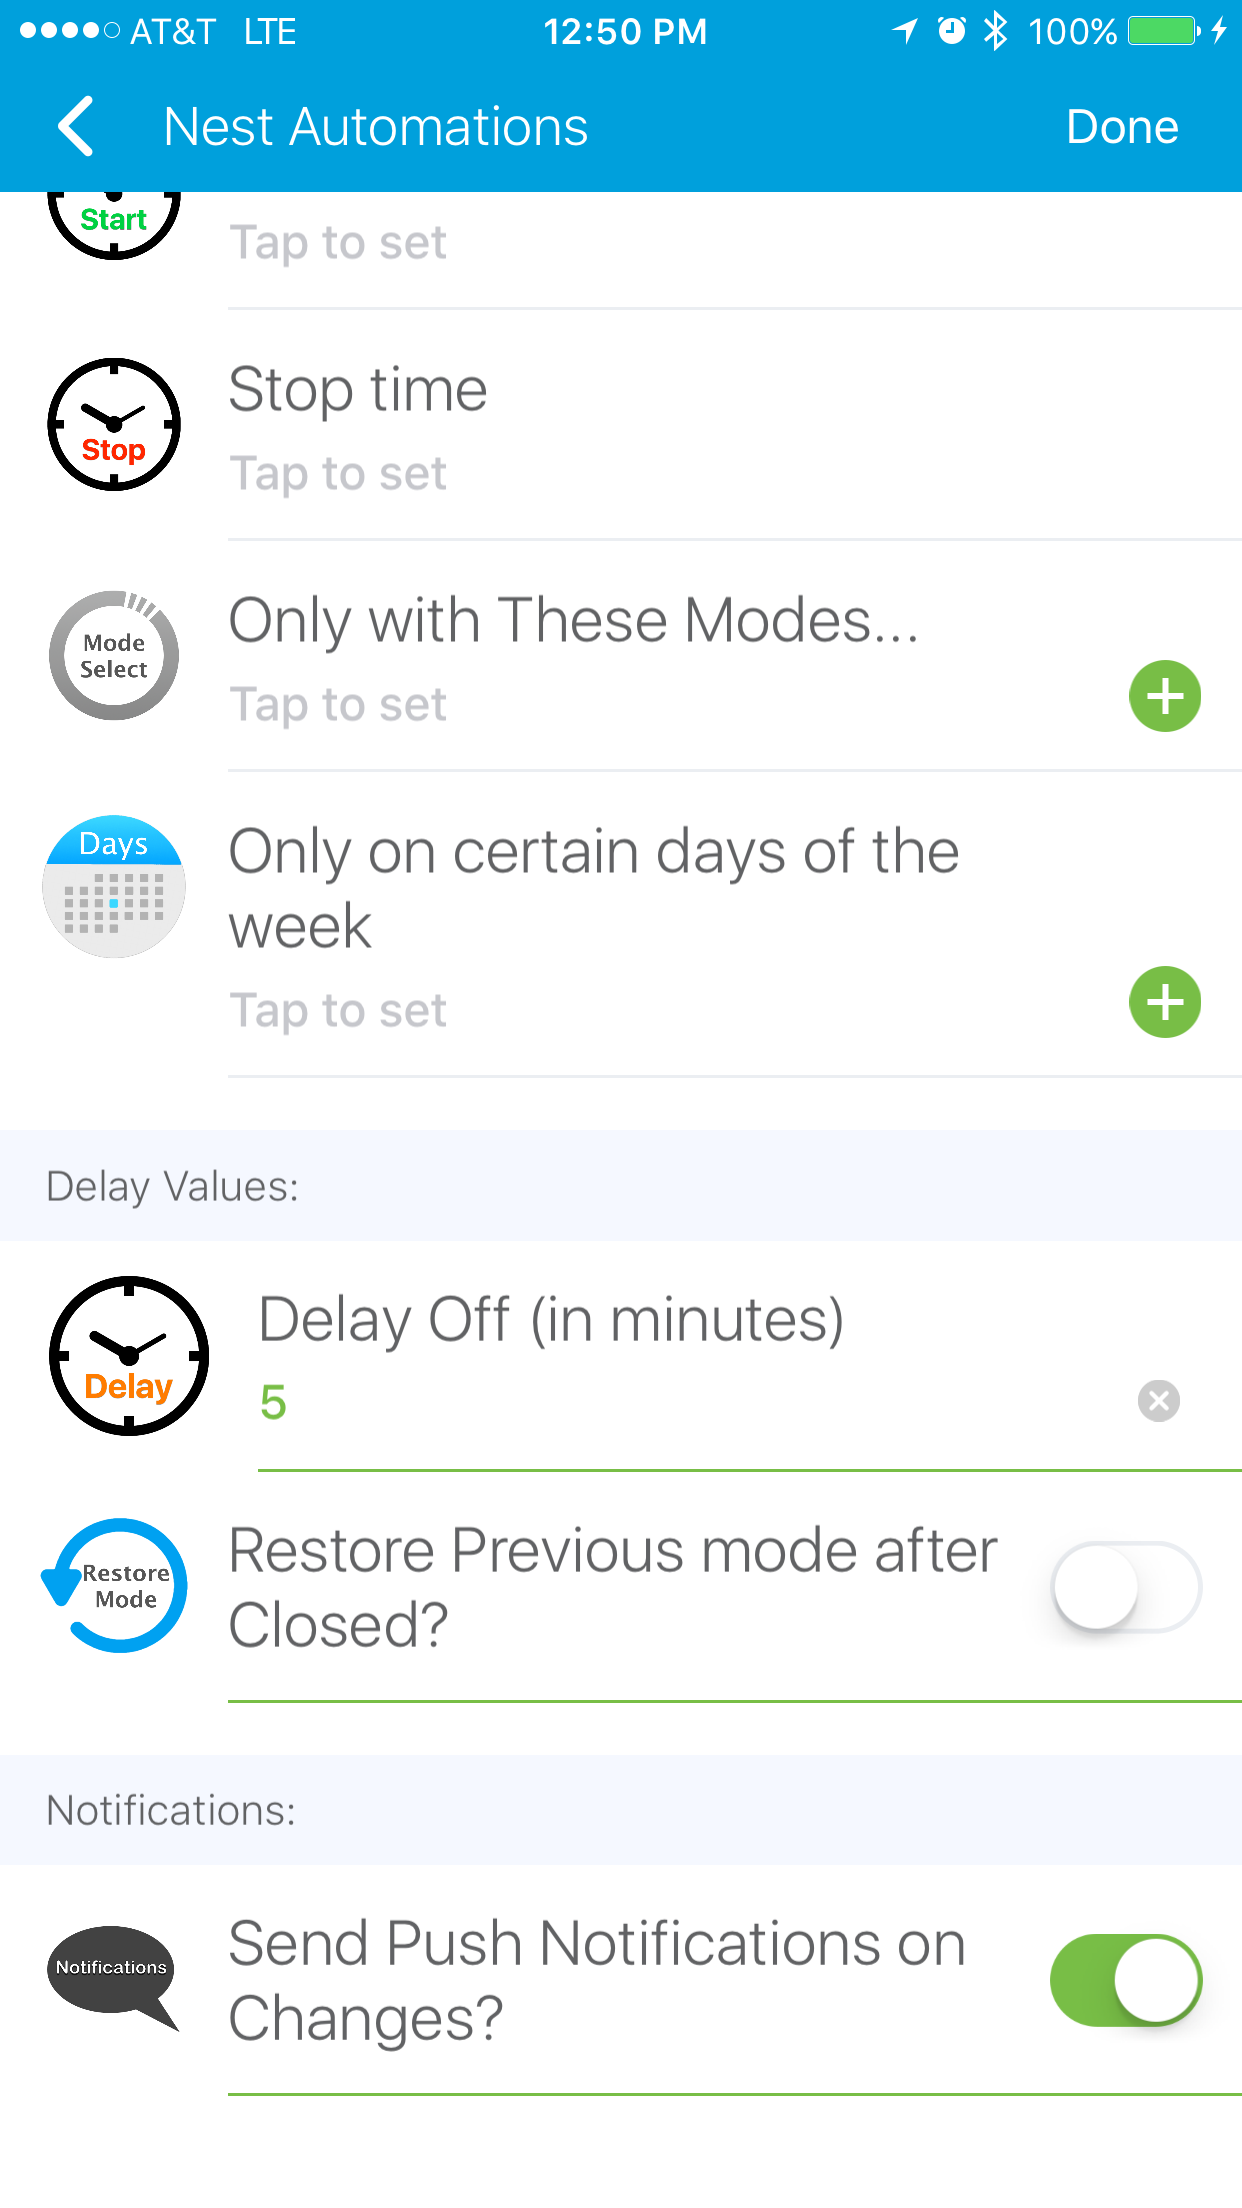 AT&T LTE 12:50 PM 100%
Nest Automations Done
Start
Tap to set
Stop time
Stop
Tap to set
Only with These Modes...
Mode
Select
Tap to set
Days
Only on certain days of the
week
Tap to set
Delay Values:
Delay Off (in minutes)
Delay
5
Restore Previous mode after
Closed?
Restore
Mode
Notifications:
Send Push Notifications on
Changes?
Notifications